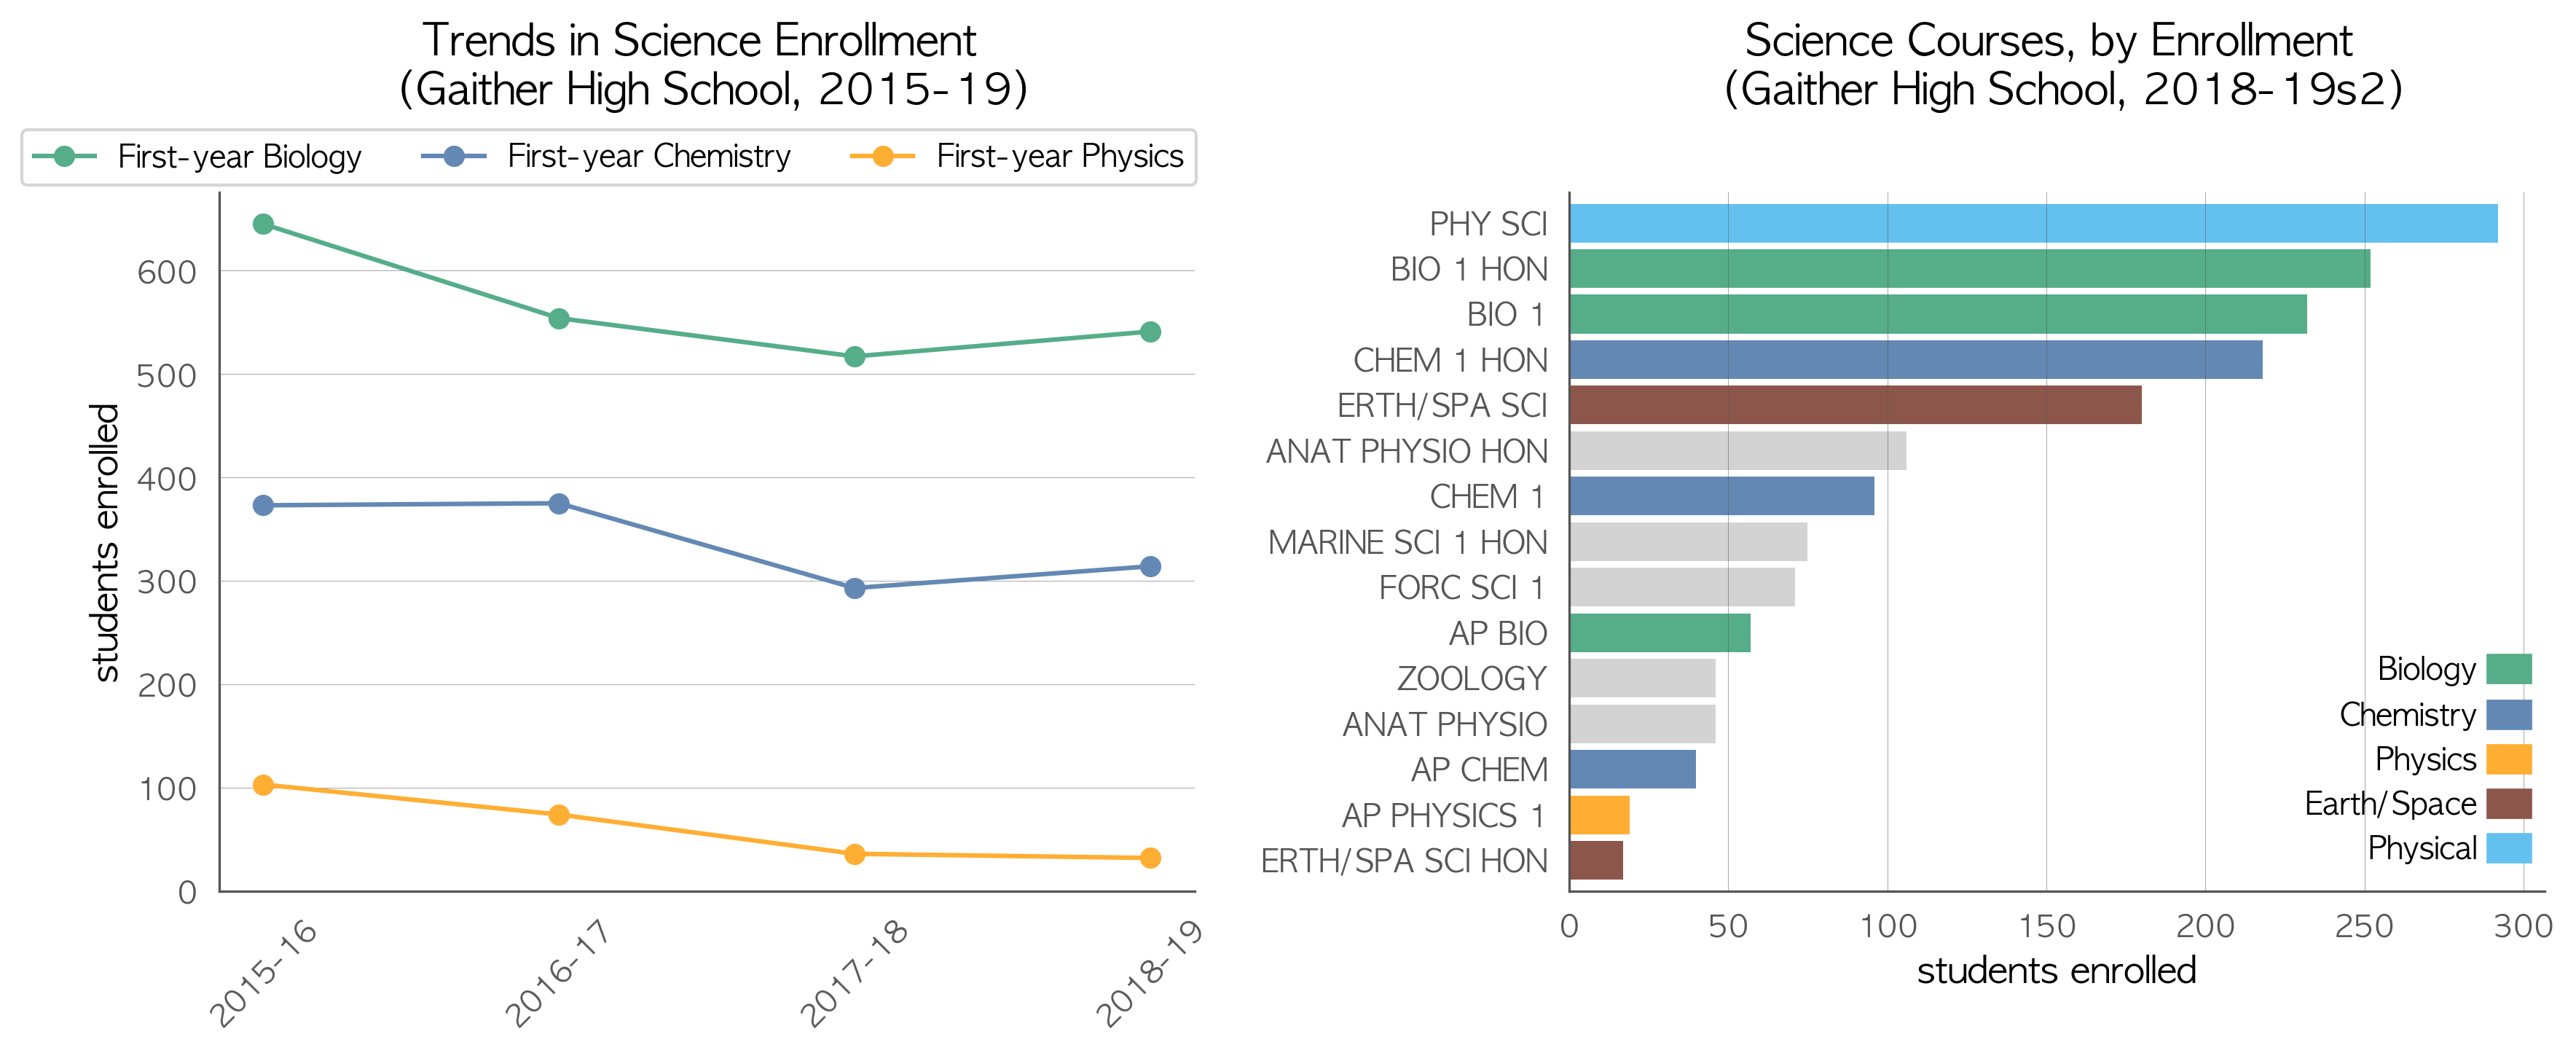 Trends in Science Enrollment
(Gaither High School, 2015-19)
First-year Biology
First-year Chemistry
First-year Physics
600
500
400
300
200
100
0
students enrolled
2015-16
2016-17
2017-18
2018-19
Science Courses, by Enrollment
(Gaither High School, 2018-19s2)
PHY SCI
BIO 1 HON
BIO 1
CHEM 1 HON
ERTH/SPA SCI
ANAT PHYSIO HON
CHEM 1
MARINE SCI 1 HON
FORC SCI 1
AP BIO
ZOOLOGY
ANAT PHYSIO
AP CHEM
AP PHYSICS 1
ERTH/SPA SCI HON
Biology
Chemistry
Physics
Earth/Space
Physical
0
50
100
150
200
250
300
students enrolled